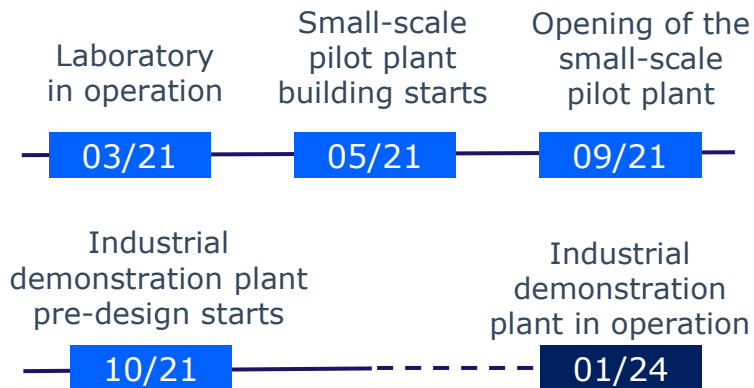 Laboratory
in operation
03/21
Small-scale
pilot plant
building starts
05/21
Opening of the
small-scale
pilot plant
09/21
Industrial
demonstration plant
pre-design starts
10/21
Industrial
demonstration
plant in operation
01/24